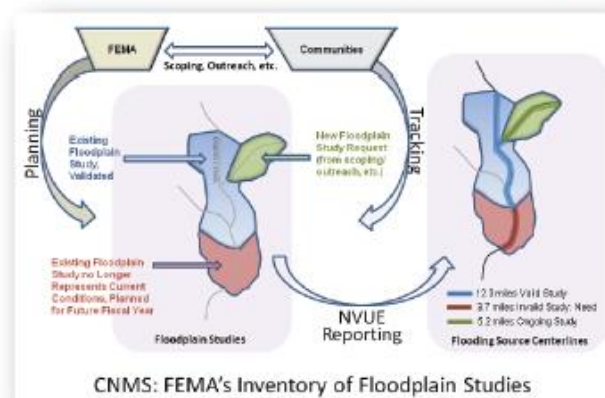 FEMA
Communities
Scoping, Outreach, etc.
Planning
Tracking
Existing
Floodplain
Study,
Validated
New Floodplain
Study Request
(from scoping/
outreach, etc.)
Existing Floodplain
Study no Longer
Represents Current
Conditions, Planned
for Future Fiscal Year
Floodplain Studies
NVUE
Reporting
miles Valid Study
miles Invalid Study: Need
miles Ongoing Study
Flooding Source Centerlines
CNMS: FEMA's Inventory of Floodplain Studies